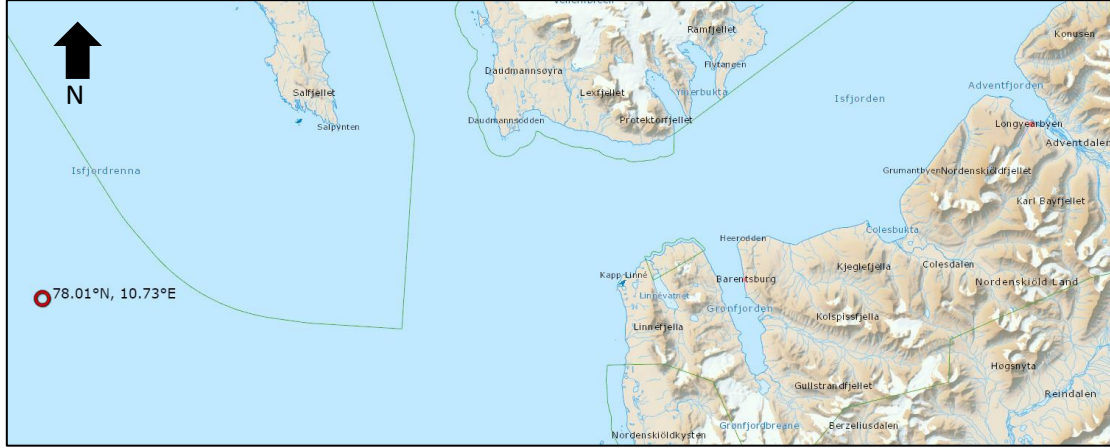 Vénernbreen
Ramfjellet
Konusen
Flytangen
Daudmannsøyra
N
Salfjellet
Lexfjellet
Ymerbukta
Isfjorden
Adventfjorden
Daudmannsodden
Protektorfjellet
Salpynten
Longyearbyen
Adventdalen
Isfjordrenna
Grumantbyen
Nordenskiöldfjellet
Karl Bayfjellet
Colesbukta
Heerodden
Kapp Linné
Barentsburg
Kjeglefjella
Colesdalen
Nordenskiöld Land
78.01°N, 10.73°E
Linnévatnet
Grønfjorden
Kolspissfjella
Linnéfjella
Høgsnyta
Gullstrandfjellet
Reindalen
Grønfjordbreane
Berzeliusdalen
Nordenskiöldkysten